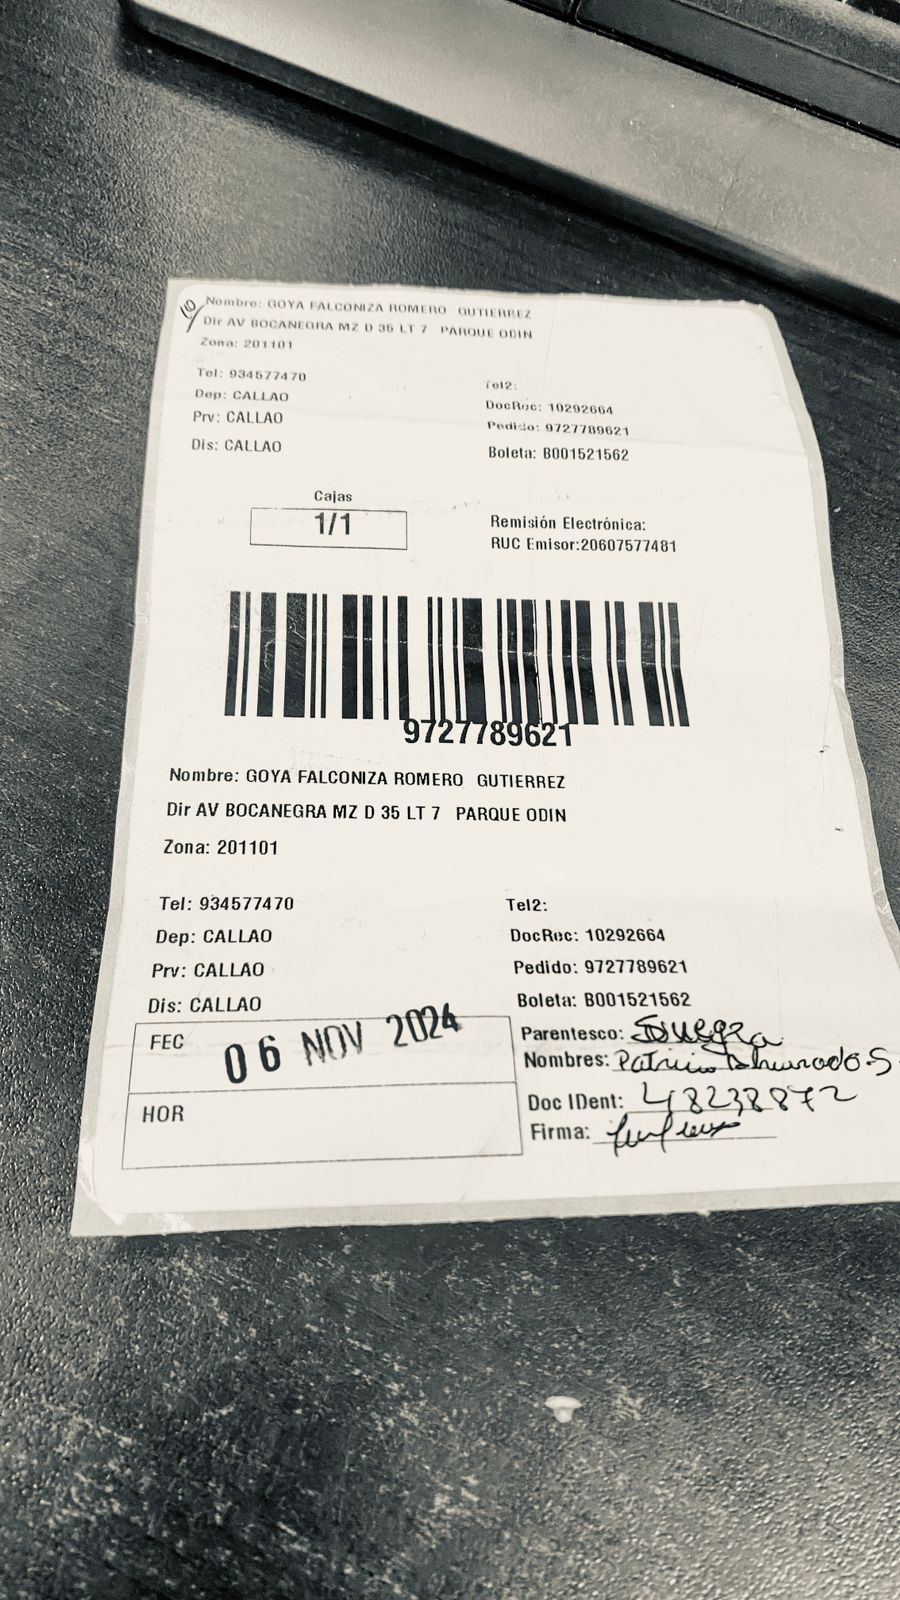 10
Nombre: GOYA FALCONIZA ROMERO GUTIERREZ
Dir AV BOCANEGRA MZ D 35 LT 7 PARQUE ODIN
Zona: 201101
Tel: 934577470 Tel2:
Dep: CALLAO DocRec: 10292664
Prv: CALLAO Pedido: 9727789621
Dis: CALLAO Boleta: B001521562
Cajas
1/1
Remisión Electrónica:
RUC Emisor:20607577481
9727789621
Nombre: GOYA FALCONIZA ROMERO GUTIERREZ
Dir AV BOCANEGRA MZ D 35 LT 7 PARQUE ODIN
Zona: 201101
Tel: 934577470 Tel2:
Dep: CALLAO DocRec: 10292664
Prv: CALLAO Pedido: 9727789621
Dis: CALLAO Boleta: B001521562
FEC 06 NOV 2024
HOR
Parentesco: Suegra
Nombres:
Doc IDent: 48238872
Firma: